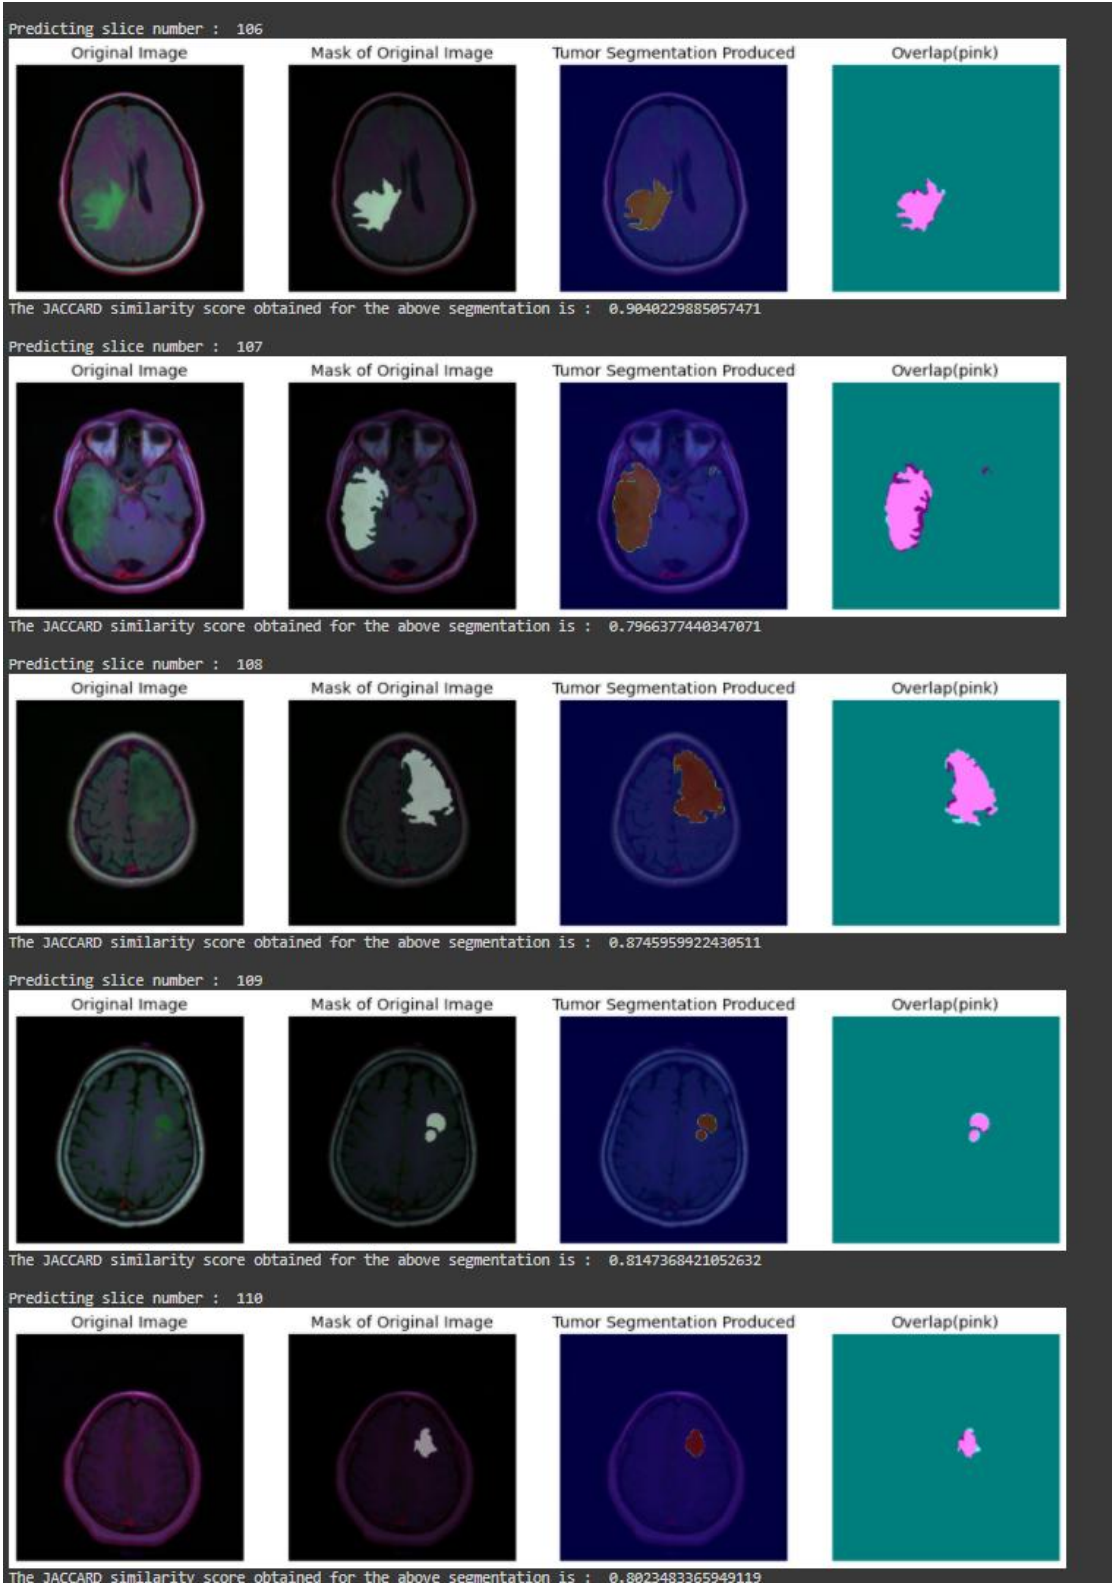 Predicting slice number :  106
Original Image Mask of Original Image Tumor Segmentation Produced Overlap(pink)
The JACCARD similarity score obtained for the above segmentation is :  0.9040229885057471
Predicting slice number :  107
Original Image Mask of Original Image Tumor Segmentation Produced Overlap(pink)
The JACCARD similarity score obtained for the above segmentation is :  0.7966377440347071
Predicting slice number :  108
Original Image Mask of Original Image Tumor Segmentation Produced Overlap(pink)
The JACCARD similarity score obtained for the above segmentation is :  0.8745959922430511
Predicting slice number :  109
Original Image Mask of Original Image Tumor Segmentation Produced Overlap(pink)
The JACCARD similarity score obtained for the above segmentation is :  0.8147368421052632
Predicting slice number :  110
Original Image Mask of Original Image Tumor Segmentation Produced Overlap(pink)
The JACCARD similarity score obtained for the above segmentation is :  0.8023483365949119